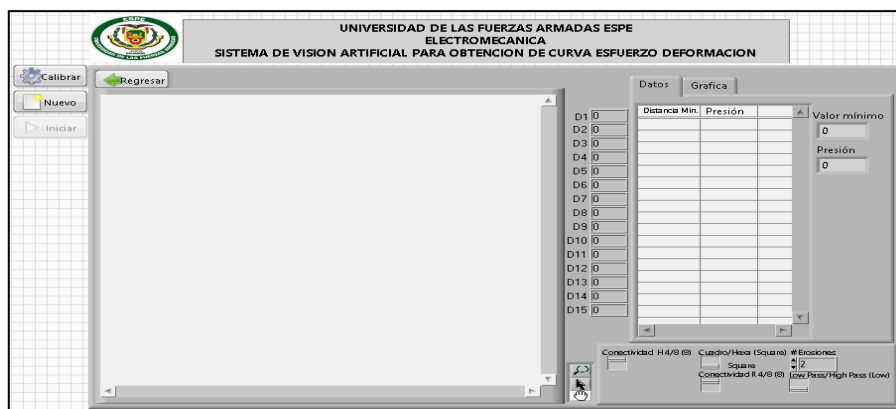 ESPE
UNIVERSIDAD DE LAS FUERZAS ARMADAS ESPE
ELECTROMECANICA
SISTEMA DE VISION ARTIFICIAL PARA OBTENCION DE CURVA ESFUERZO DEFORMACION
Calibrar
Nuevo
Iniciar
Regresar
D1 0
D2 0
D3 0
D4 0
D5 0
D6 0
D7 0
D8 0
D9 0
D10 0
D11 0
D12 0
D13 0
D14 0
D15 0
Datos Grafica
Distancia Min. Presión
Valor mínimo
0
Presión
0
Conectividad H 4/8 (8) Cuadro/Hexa (Square) # Erosiones
Square 2
Conectividad R 4/8 (8) Low Pass/High Pass (Low)